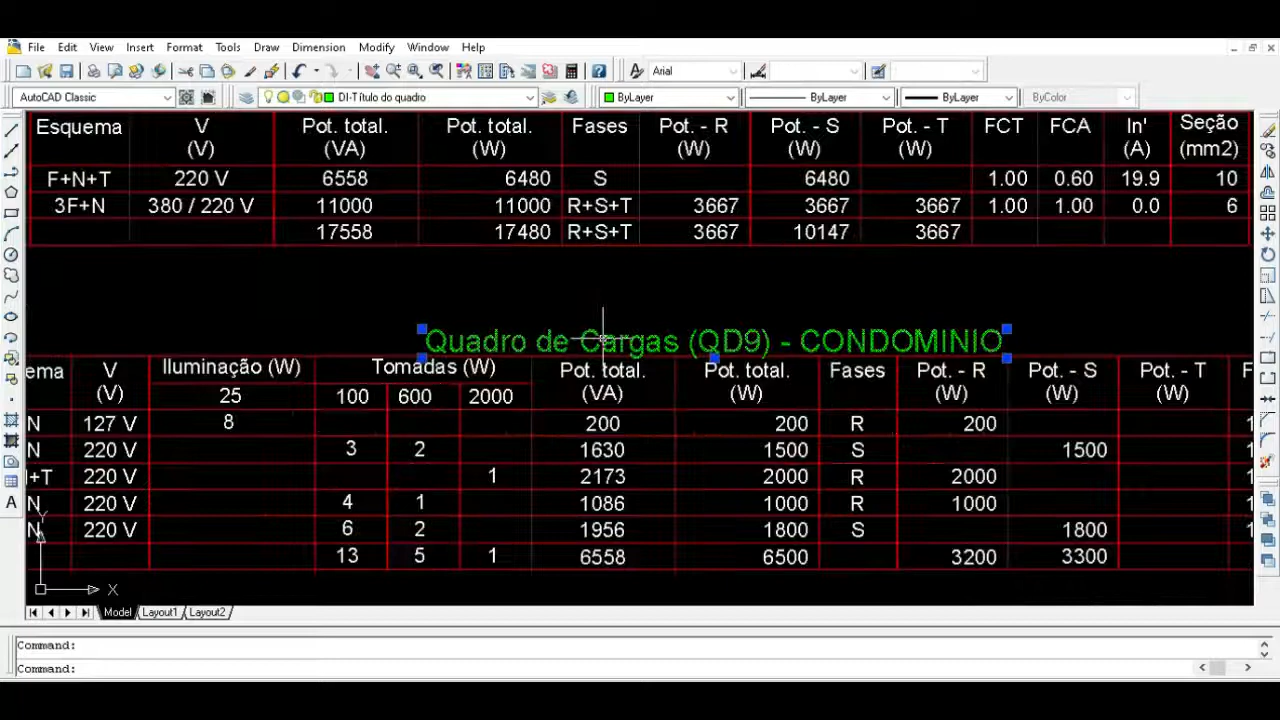 File Edit View Insert Format Tools Draw Dimension Modify Window Help
Arial
AutoCAD Classic DI-T Título do quadro ByLayer ByLayer ByLayer ByColor
Esquema V (V) Pot. total. (VA) Pot. total. (W) Fases Pot. - R (W) Pot. - S (W) Pot. - T (W) FCT FCA In' (A) Seção (mm2)
F+N+T 220 V 6558 6480 S 6480 1.00 0.60 19.9 10
3F+N 380 / 220 V 11000 11000 R+S+T 3667 3667 3667 1.00 1.00 0.0 6
17558 17480 R+S+T 3667 10147 3667
Quadro de Cargas (QD9) - CONDOMINIO
ema V (V) Iluminação (W) Tomadas (W) Pot. total. (VA) Pot. total. (W) Fases Pot. - R (W) Pot. - S (W) Pot. - T (W) F
25 100 600 2000
N 127 V 8 200 200 R 200 1
N 220 V 3 2 1630 1500 S 1500 1
+T 220 V 1 2173 2000 R 2000 1
N 220 V 4 1 1086 1000 R 1000 1
N 220 V 6 2 1956 1800 S 1800 1
13 5 1 6558 6500 3200 3300
Y
X
Model Layout1 Layout2
Command:
Command: